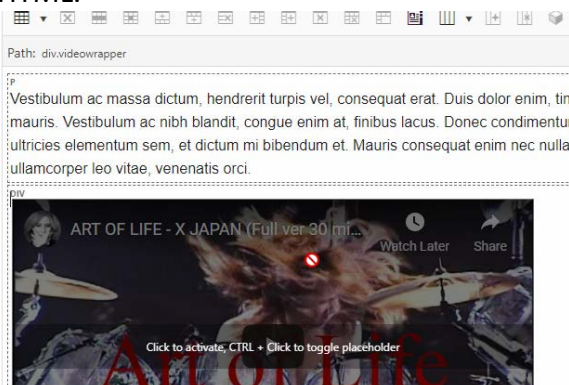 Path: div.videowrapper
P
Vestibulum ac massa dictum, hendrerit turpis vel, consequat erat. Duis dolor enim, tin
mauris. Vestibulum ac nibh blandit, congue enim at, finibus lacus. Donec condimentu
ultricies elementum sem, et dictum mi bibendum et. Mauris consequat enim nec nulla
ullamcorper leo vitae, venenatis orci.
DIV
ART OF LIFE - X JAPAN (Full ver 30 mi...
Watch Later
Share
Click to activate, CTRL + Click to toggle placeholder
Art of Life